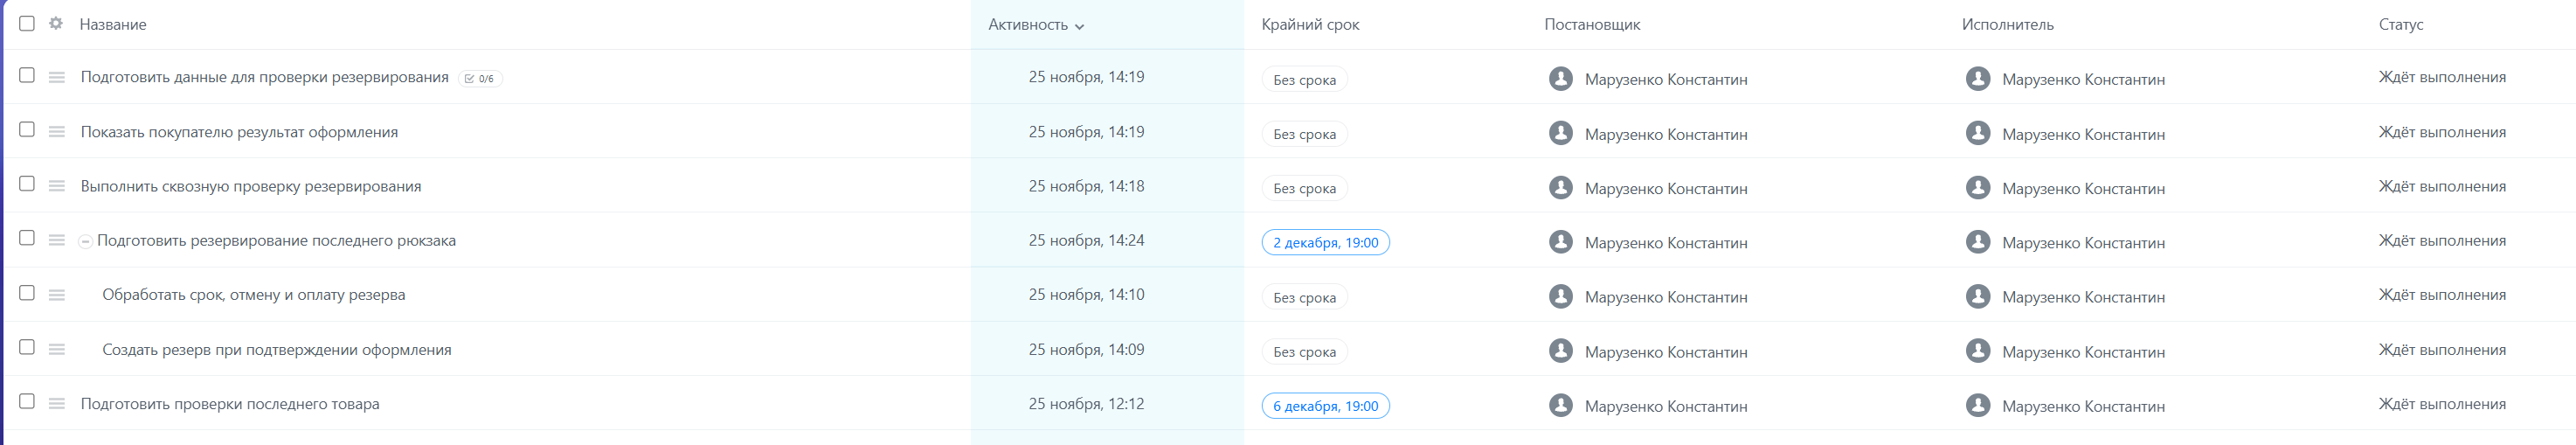 Название Активность Крайний срок Постановщик Исполнитель Статус
Подготовить данные для проверки резервирования 0/6 25 ноября, 14:19 Без срока Марузенко Константин Марузенко Константин Ждёт выполнения
Показать покупателю результат оформления 25 ноября, 14:19 Без срока Марузенко Константин Марузенко Константин Ждёт выполнения
Выполнить сквозную проверку резервирования 25 ноября, 14:18 Без срока Марузенко Константин Марузенко Константин Ждёт выполнения
Подготовить резервирование последнего рюкзака 25 ноября, 14:24 2 декабря, 19:00 Марузенко Константин Марузенко Константин Ждёт выполнения
Обработать срок, отмену и оплату резерва 25 ноября, 14:10 Без срока Марузенко Константин Марузенко Константин Ждёт выполнения
Создать резерв при подтверждении оформления 25 ноября, 14:09 Без срока Марузенко Константин Марузенко Константин Ждёт выполнения
Подготовить проверки последнего товара 25 ноября, 12:12 6 декабря, 19:00 Марузенко Константин Марузенко Константин Ждёт выполнения